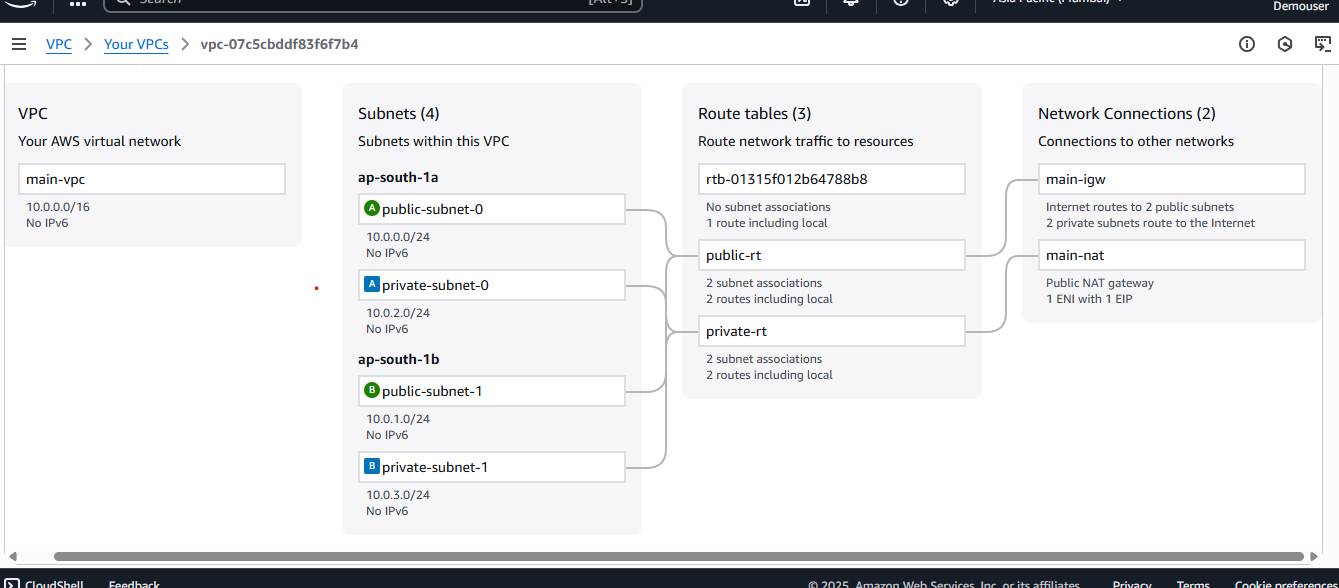 Search
[Alt+S]
Asia Pacific (Mumbai)
Demouser
VPC
Your VPCs
vpc-07c5cbddf83f6f7b4
VPC
Your AWS virtual network
main-vpc
10.0.0.0/16
No IPv6
Subnets (4)
Subnets within this VPC
ap-south-1a
A public-subnet-0
10.0.0.0/24
No IPv6
A private-subnet-0
10.0.2.0/24
No IPv6
ap-south-1b
B public-subnet-1
10.0.1.0/24
No IPv6
B private-subnet-1
10.0.3.0/24
No IPv6
Route tables (3)
Route network traffic to resources
rtb-01315f012b64788b8
No subnet associations
1 route including local
public-rt
2 subnet associations
2 routes including local
private-rt
2 subnet associations
2 routes including local
Network Connections (2)
Connections to other networks
main-igw
Internet routes to 2 public subnets
2 private subnets route to the Internet
main-nat
Public NAT gateway
1 ENI with 1 EIP
CloudShell
Feedback
© 2025, Amazon Web Services, Inc. or its affiliates.
Privacy
Terms
Cookie preferences